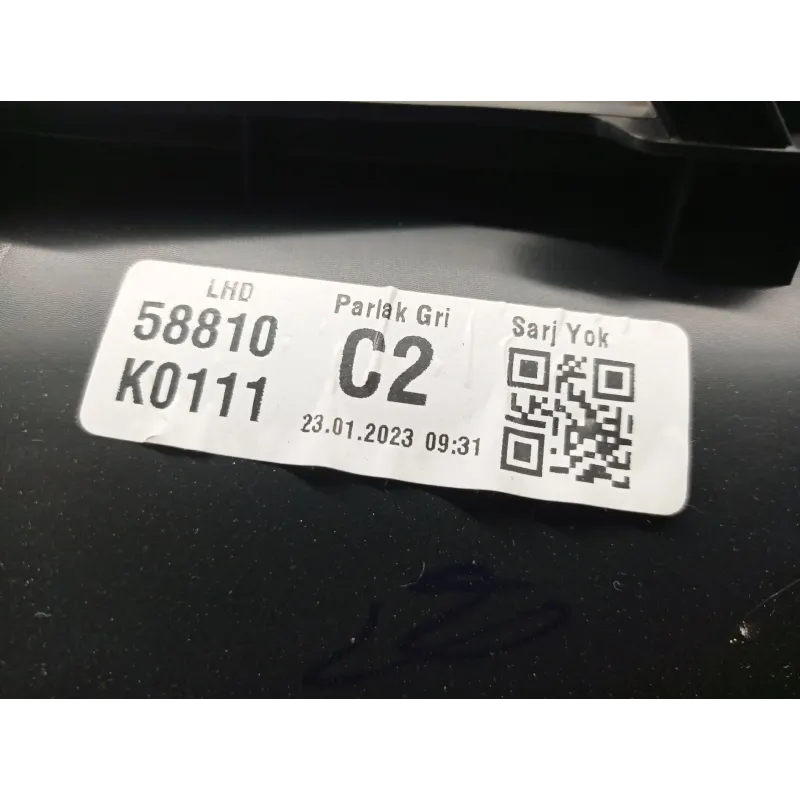 LHD
58810
K0111
Parlak Gri
C2
23.01.2023 09:31
Sarj Yok